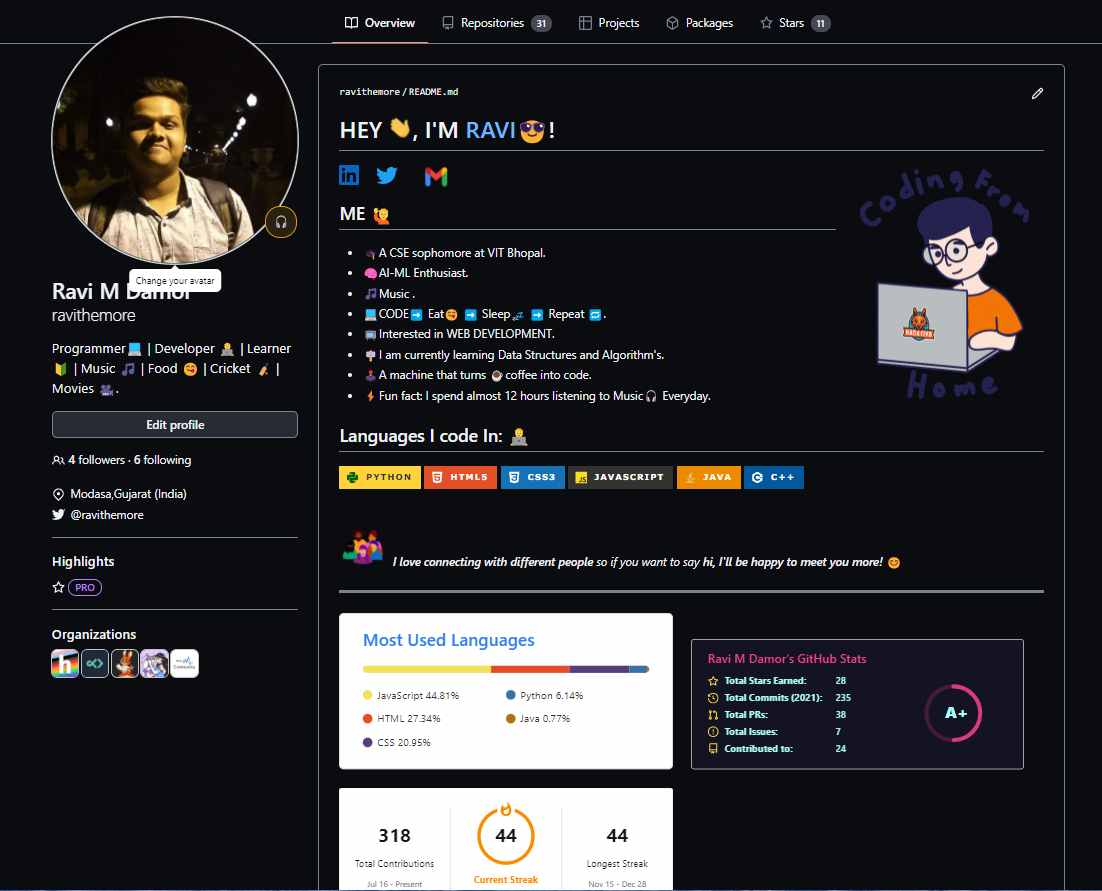 Overview
Repositories 31
Projects
Packages
Stars 11
Change your avatar
Ravi M Damor
ravithemore
Programmer💻 | Developer 👨‍💻 | Learner
🔰 | Music 🎵 | Food 😋 | Cricket 🏏 |
Movies 🎥.
Edit profile
4 followers · 6 following
Modasa,Gujarat (India)
@ravithemore
Highlights
PRO
Organizations
h
Community
ravithemore / README.md
HEY 👋, I'M RAVI😎!
ME 🙋
🎓A CSE sophomore at VIT Bhopal.
🧠AI-ML Enthusiast.
🎵Music .
💻CODE➡ Eat😋 ➡ Sleep💤 ➡ Repeat 🔁.
Interested in WEB DEVELOPMENT.
I am currently learning Data Structures and Algorithm's.
🕹A machine that turns ☕coffee into code.
⚡Fun fact: I spend almost 12 hours listening to Music🎧 Everyday.
Coding From
HACKTIVE
Home
Languages I code In: 👨‍💻
PYTHON
HTML5
CSS3
JS JAVASCRIPT
JAVA
C++
I love connecting with different people so if you want to say hi, I'll be happy to meet you more! 😊
Most Used Languages
JavaScript 44.81%
Python 6.14%
HTML 27.34%
Java 0.77%
CSS 20.95%
Ravi M Damor's GitHub Stats
Total Stars Earned: 28
Total Commits (2021): 235
Total PRs: 38
Total Issues: 7
Contributed to: 24
A+
318
Total Contributions
Jul 16 - Present
44
Current Streak
44
Longest Streak
Nov 15 - Dec 28